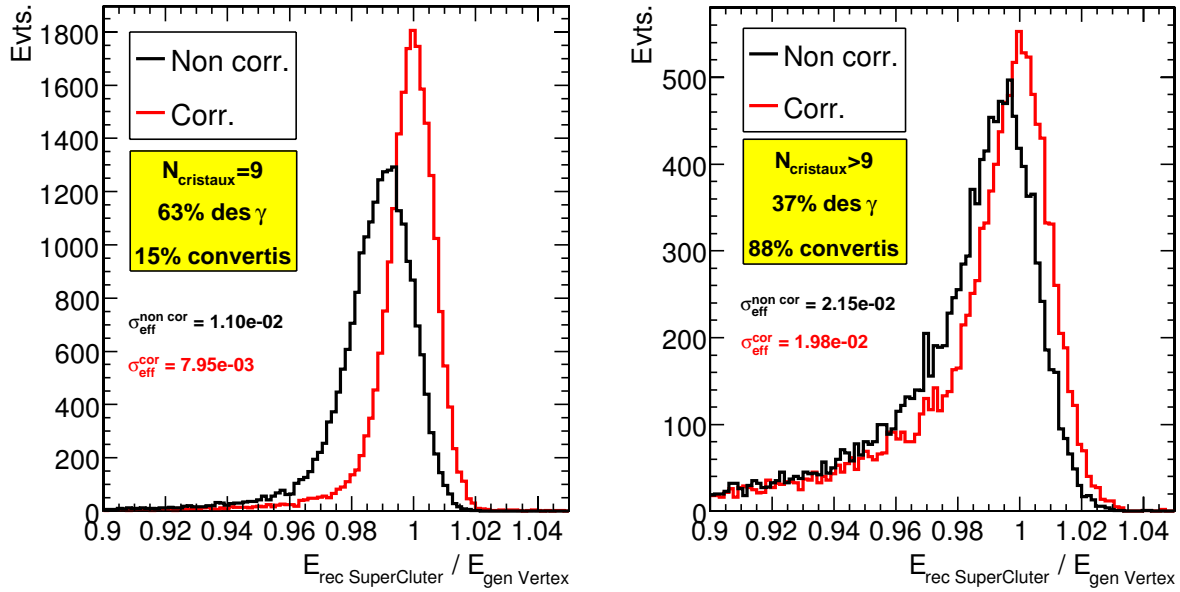 Evts.
1800
1600
1400
1200
1000
800
600
400
200
0
Non corr.
Corr.
N_cristaux=9
63% des γ
15% convertis
σ_eff^non cor = 1.10e-02
σ_eff^cor = 7.95e-03
0.9 0.92 0.94 0.96 0.98 1 1.02 1.04
E_rec SuperCluter / E_gen Vertex
Evts.
500
400
300
200
100
0
Non corr.
Corr.
N_cristaux>9
37% des γ
88% convertis
σ_eff^non cor = 2.15e-02
σ_eff^cor = 1.98e-02
0.9 0.92 0.94 0.96 0.98 1 1.02 1.04
E_rec SuperCluter / E_gen Vertex